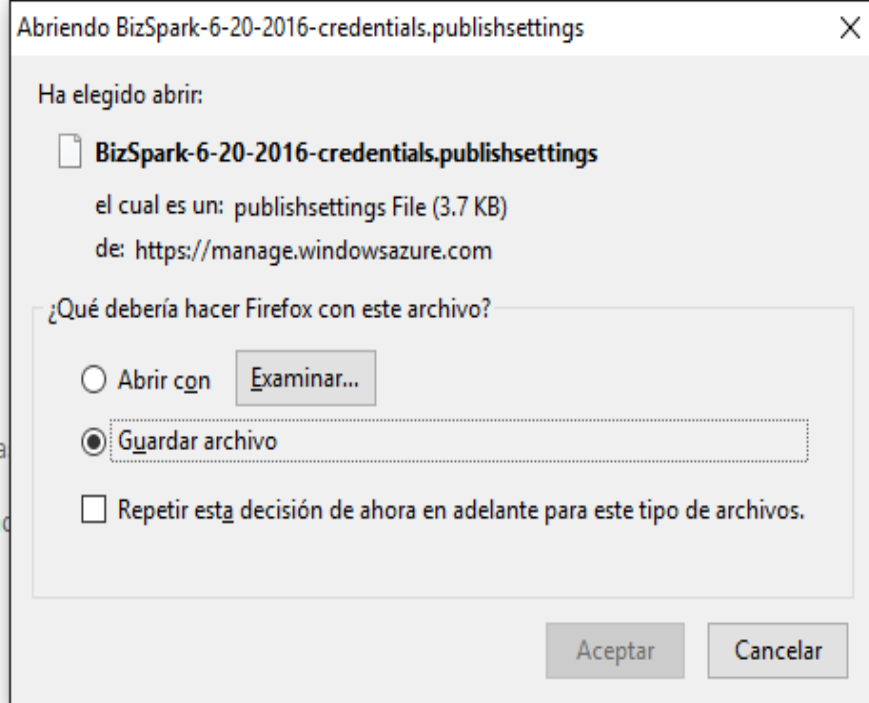 Abriendo BizSpark-6-20-2016-credentials.publishsettings
Ha elegido abrir:
BizSpark-6-20-2016-credentials.publishsettings
el cual es un: publishsettings File (3.7 KB)
de: https://manage.windowsazure.com
¿Qué debería hacer Firefox con este archivo?
Abrir con Examinar...
Guardar archivo
Repetir esta decisión de ahora en adelante para este tipo de archivos.
Aceptar Cancelar